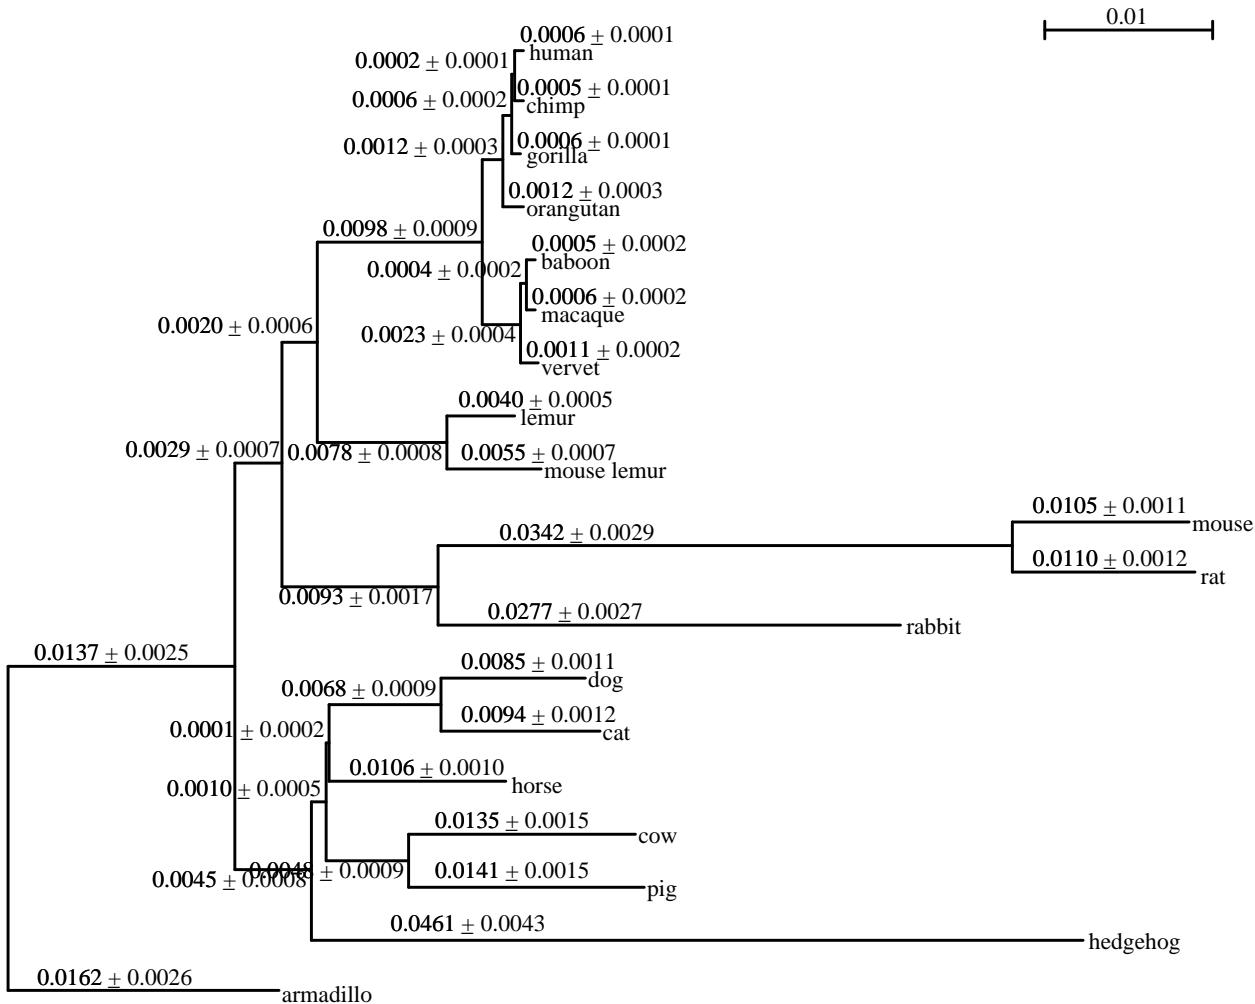 0.01
0.0006 ± 0.0001
human
0.0002 ± 0.0001
0.0005 ± 0.0001
chimp
0.0006 ± 0.0002
0.0006 ± 0.0001
gorilla
0.0012 ± 0.0003
0.0012 ± 0.0003
orangutan
0.0098 ± 0.0009
0.0005 ± 0.0002
baboon
0.0004 ± 0.0002
0.0006 ± 0.0002
macaque
0.0020 ± 0.0006
0.0023 ± 0.0004
0.0011 ± 0.0002
vervet
0.0040 ± 0.0005
lemur
0.0029 ± 0.0007
0.0078 ± 0.0008
0.0055 ± 0.0007
mouse lemur
0.0105 ± 0.0011
mouse
0.0342 ± 0.0029
0.0110 ± 0.0012
rat
0.0093 ± 0.0017
0.0277 ± 0.0027
rabbit
0.0137 ± 0.0025
0.0085 ± 0.0011
dog
0.0068 ± 0.0009
0.0094 ± 0.0012
cat
0.0001 ± 0.0002
0.0106 ± 0.0010
horse
0.0010 ± 0.0005
0.0135 ± 0.0015
cow
0.0048 ± 0.0009
0.0045 ± 0.0008
0.0141 ± 0.0015
pig
0.0461 ± 0.0043
hedgehog
0.0162 ± 0.0026
armadillo